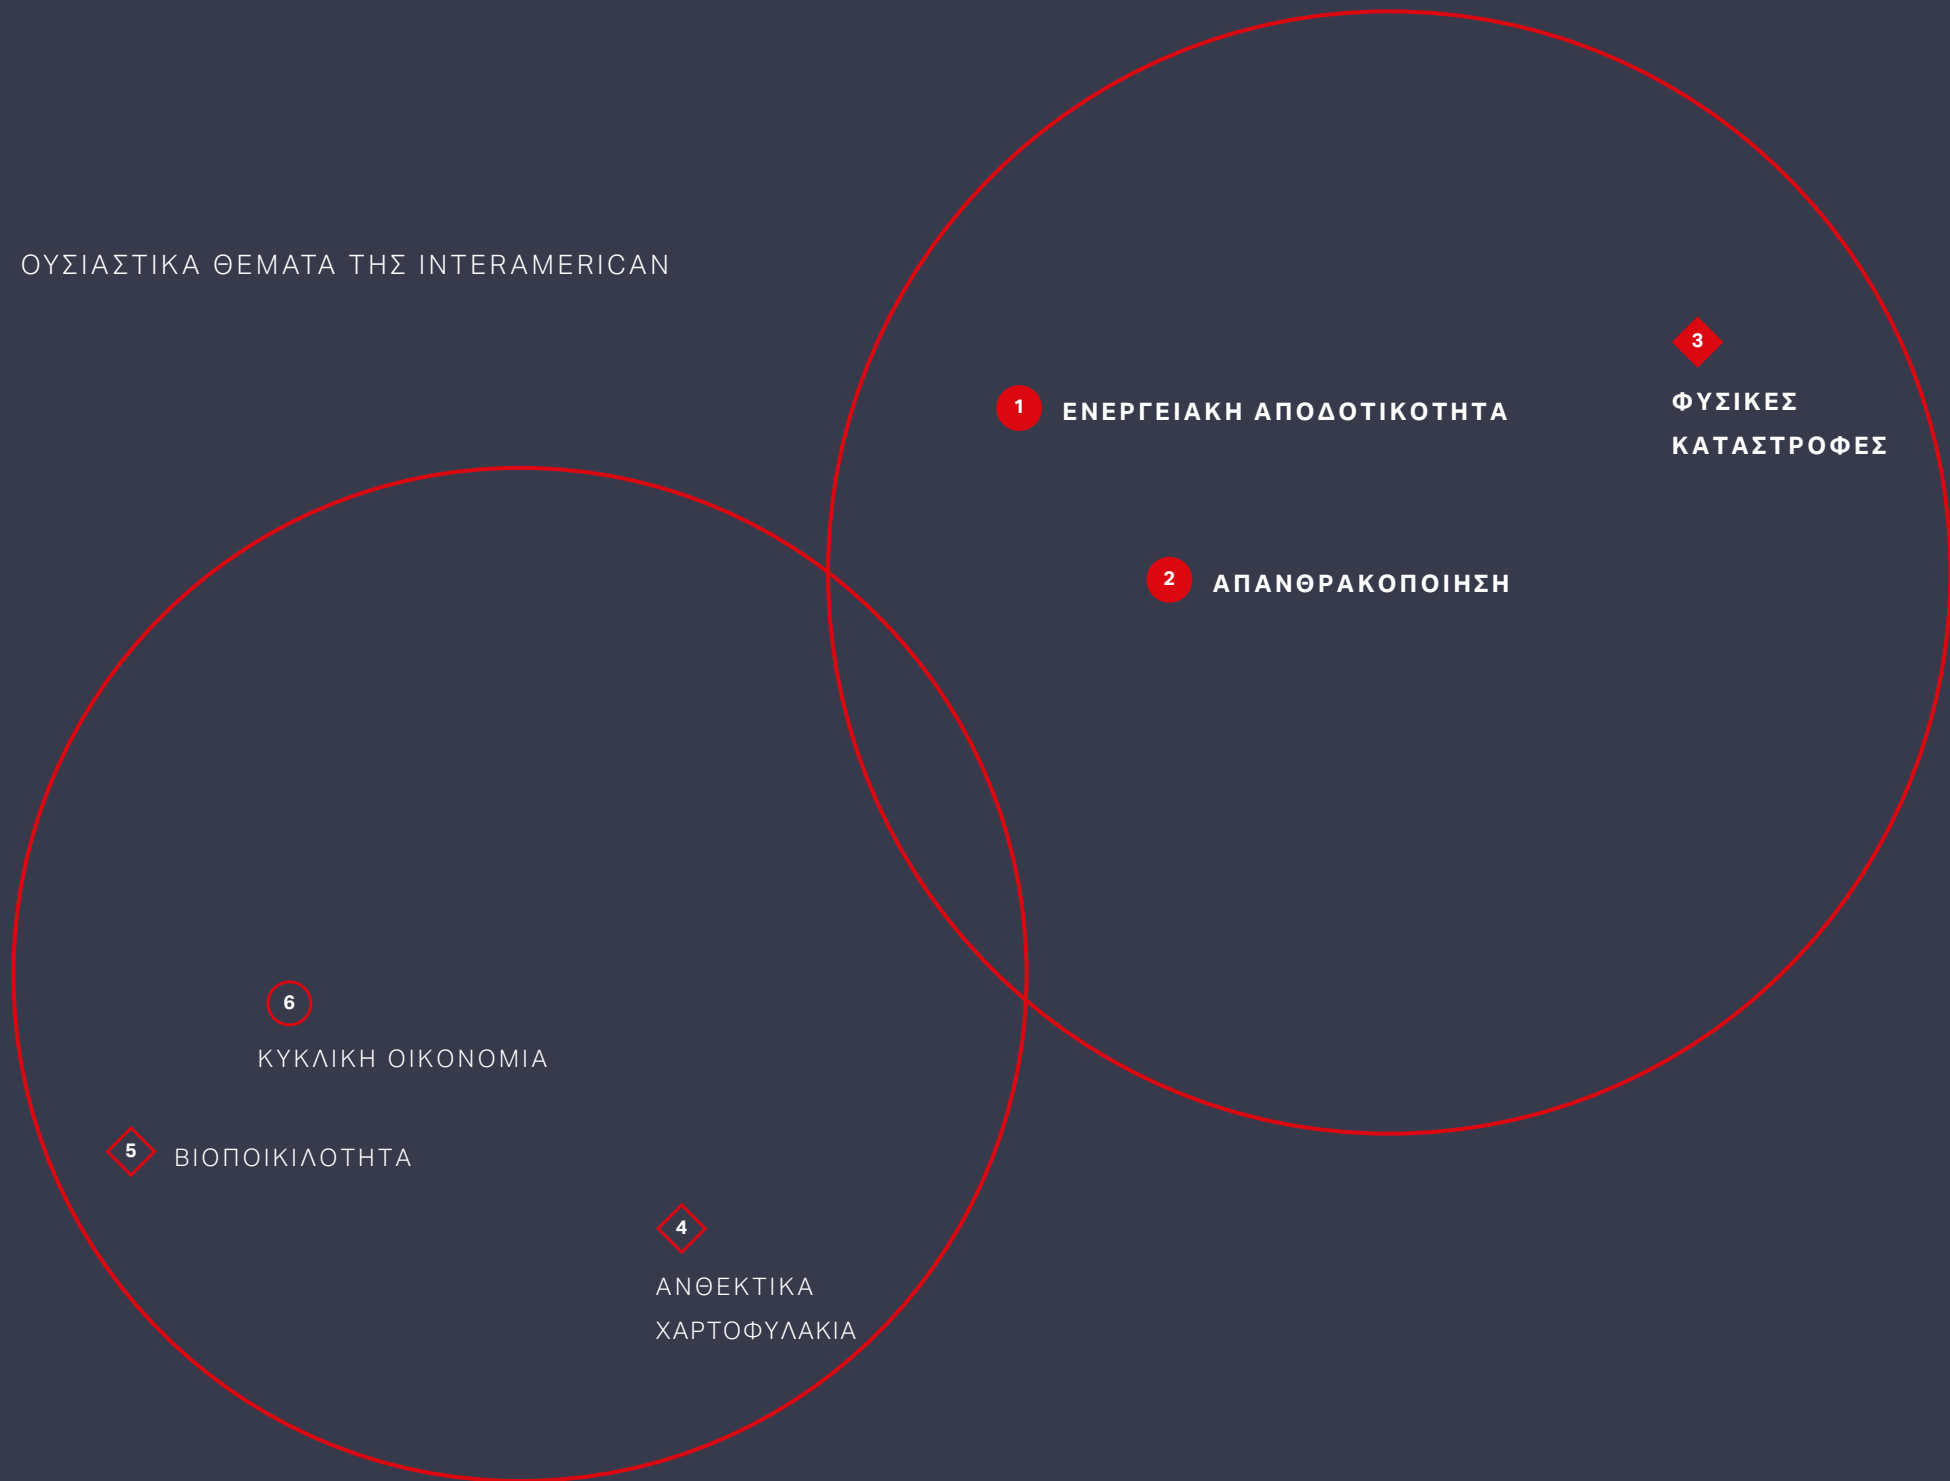 ΟΥΣΙΑΣΤΙΚΑ ΘΕΜΑΤΑ ΤΗΣ INTERAMERICAN
3
ΦΥΣΙΚΕΣ
ΚΑΤΑΣΤΡΟΦΕΣ
1 ΕΝΕΡΓΕΙΑΚΗ ΑΠΟΔΟΤΙΚΟΤΗΤΑ
2 ΑΠΑΝΘΡΑΚΟΠΟΙΗΣΗ
6
ΚΥΚΛΙΚΗ ΟΙΚΟΝΟΜΙΑ
5 ΒΙΟΠΟΙΚΙΛΟΤΗΤΑ
4
ΑΝΘΕΚΤΙΚΑ
ΧΑΡΤΟΦΥΛΑΚΙΑ